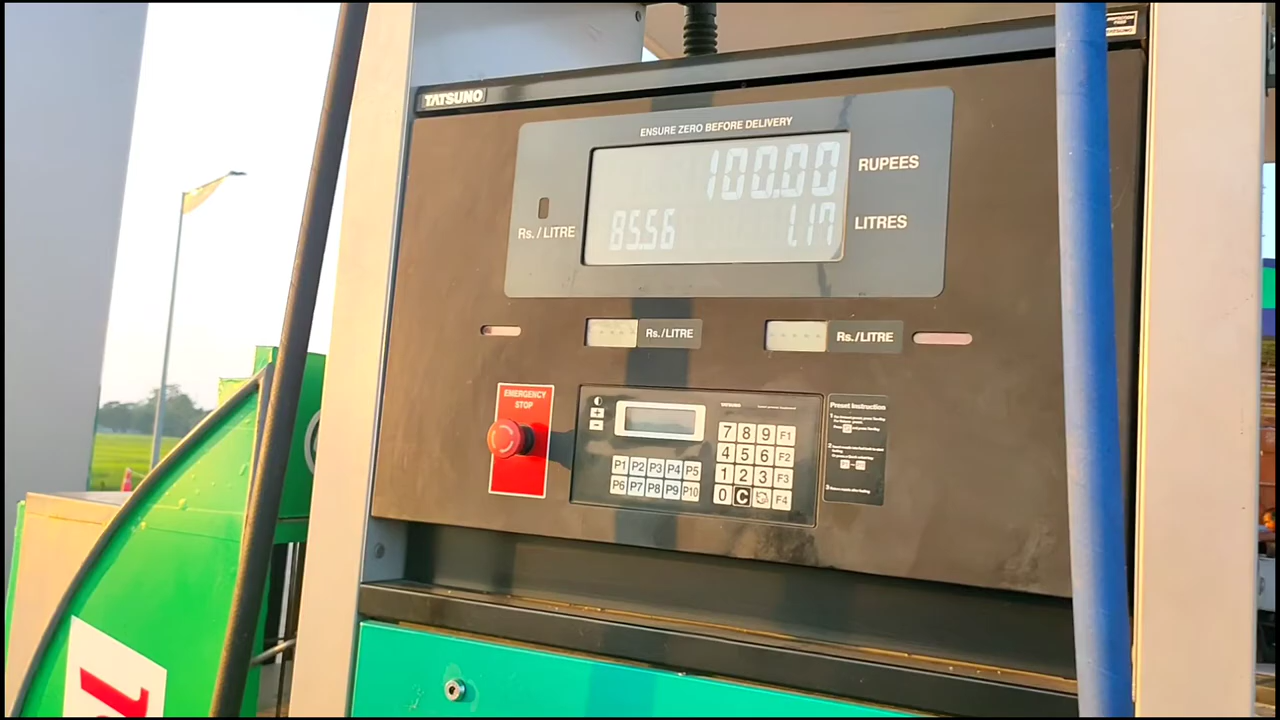 TATSUNO
ENSURE ZERO BEFORE DELIVERY
100.00 RUPEES
Rs. / LITRE 85.56 1.17 LITRES
Rs./LITRE
Rs./LITRE
EMERGENCY
STOP
TATSUNO
7 8 9 F1
4 5 6 F2
1 2 3 F3
0 C F4
P1 P2 P3 P4 P5
P6 P7 P8 P9 P10
Preset Instruction
1